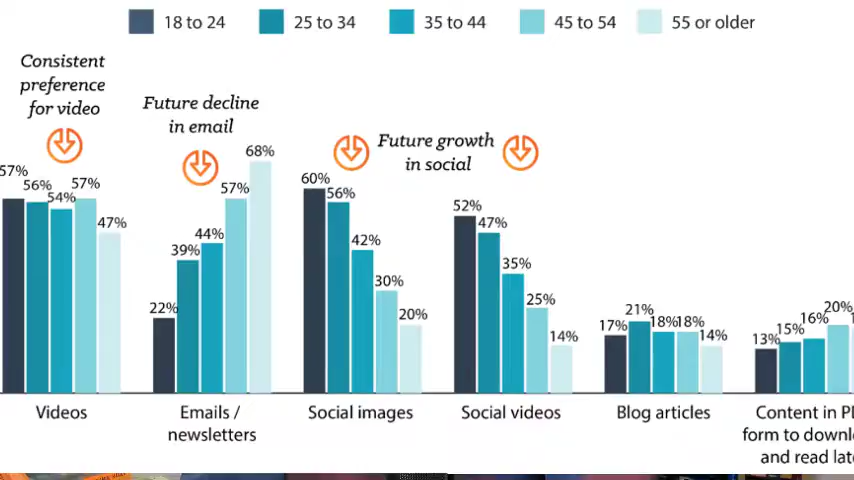 18 to 24
25 to 34
35 to 44
45 to 54
55 or older
Consistent
preference
for video
Future decline
in email
Future growth
in social
57%
56%
54%
57%
47%
22%
39%
44%
57%
68%
60%
56%
42%
30%
20%
52%
47%
35%
25%
14%
17%
21%
18%
18%
14%
13%
15%
16%
20%
Videos
Emails /
newsletters
Social images
Social videos
Blog articles
Content in
form to
and read